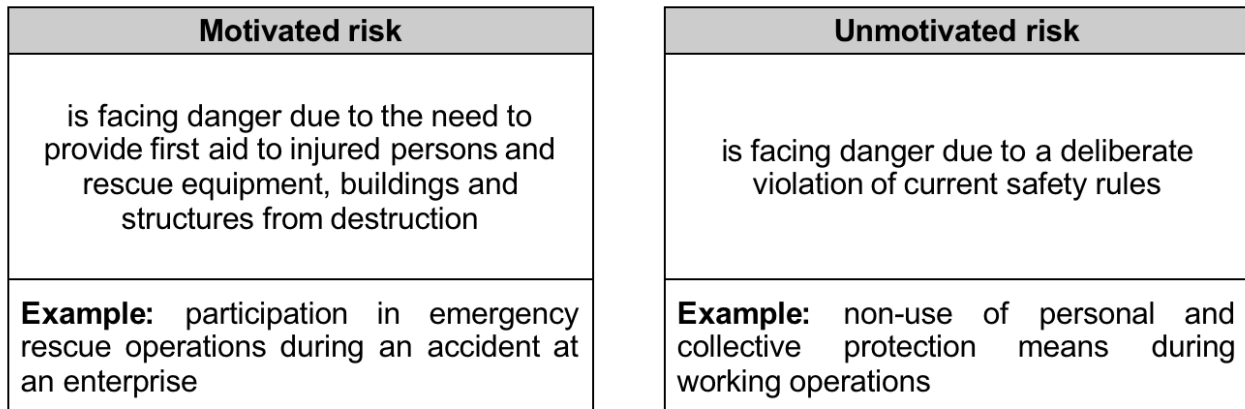 Motivated risk
is facing danger due to the need to
provide first aid to injured persons and
rescue equipment, buildings and
structures from destruction
Example: participation in emergency
rescue operations during an accident at
an enterprise
Unmotivated risk
is facing danger due to a deliberate
violation of current safety rules
Example: non-use of personal and
collective protection means during
working operations